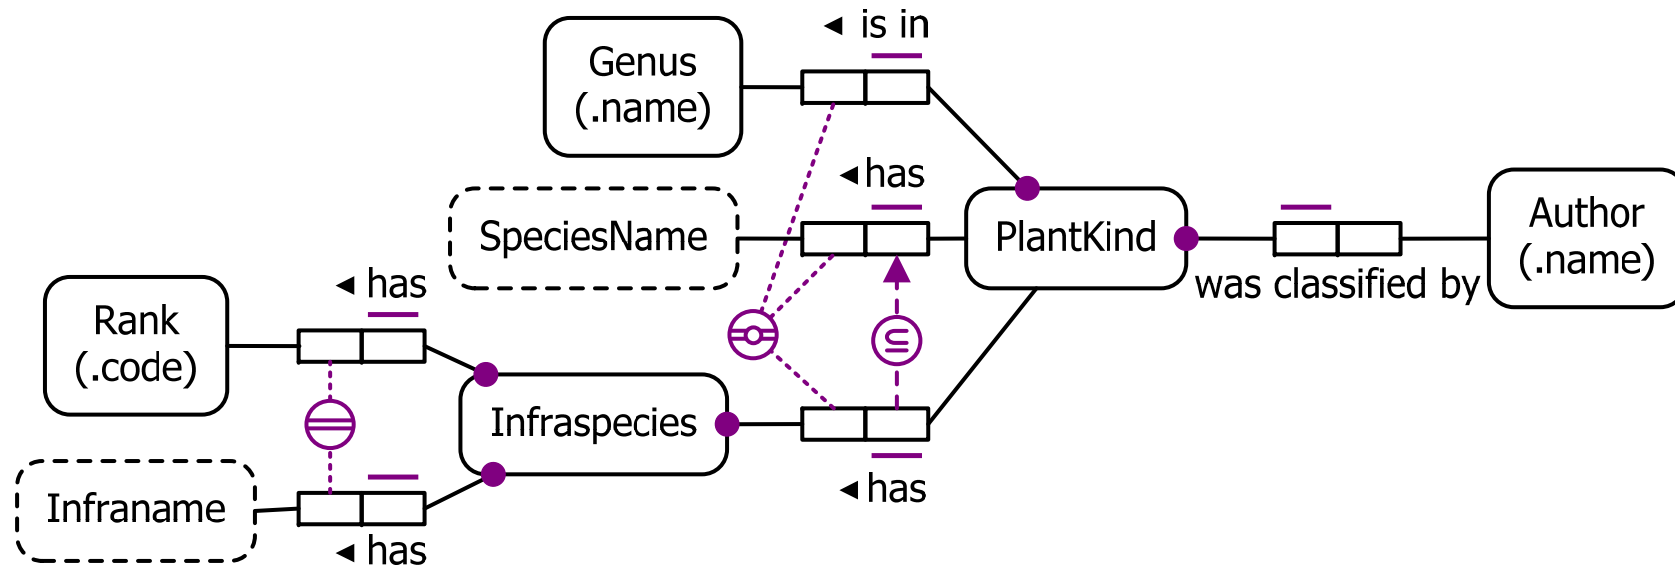 ◄ is in
Genus
(.name)
◄ has
SpeciesName
PlantKind
Author
(.name)
was classified by
◄ has
Rank
(.code)
Infraspecies
◄ has
Infraname
◄ has